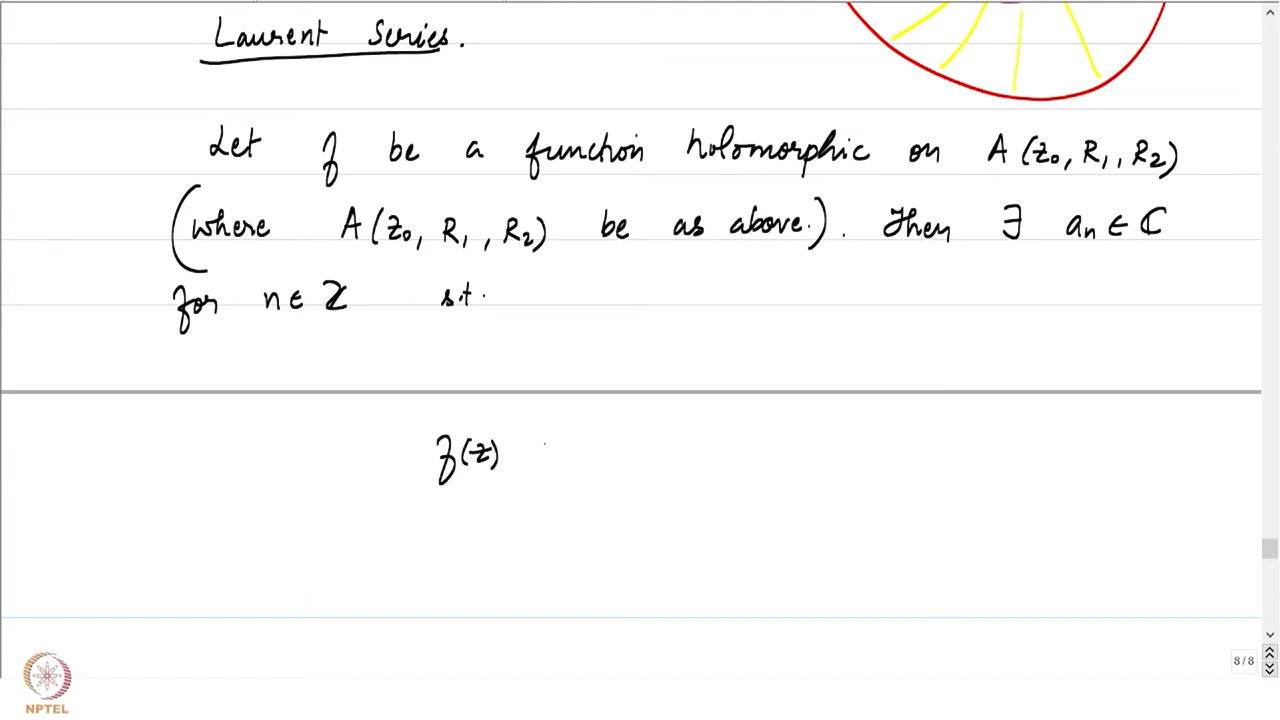 Laurent Series.
Let f be a function holomorphic on A(z₀, R₁, R₂)
(where A(z₀, R₁, R₂) be as above.). Then ∃ aₙ ∈ ℂ
for n ∈ ℤ s.t.
f(z)
8 / 8
NPTEL